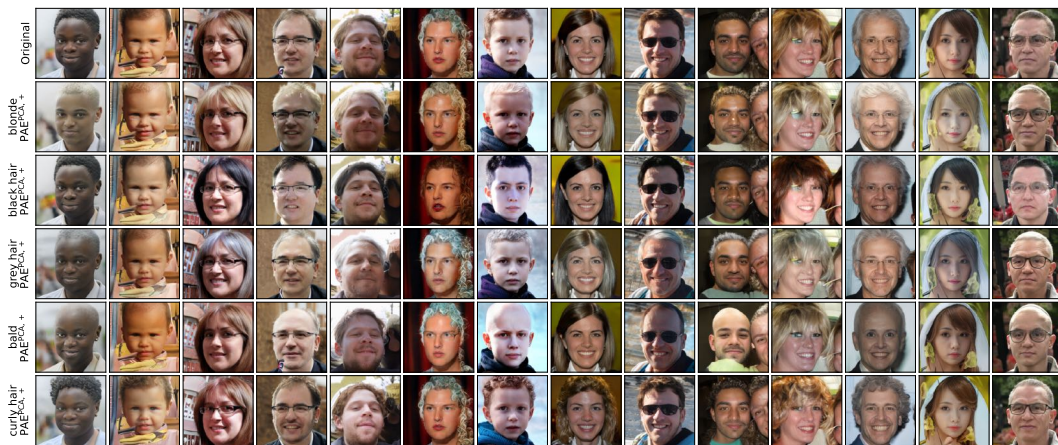 Original
blonde
PAE^PCA, +
black hair
PAE^PCA, +
grey hair
PAE^PCA, +
bald
PAE^PCA, +
curly hair
PAE^PCA, +